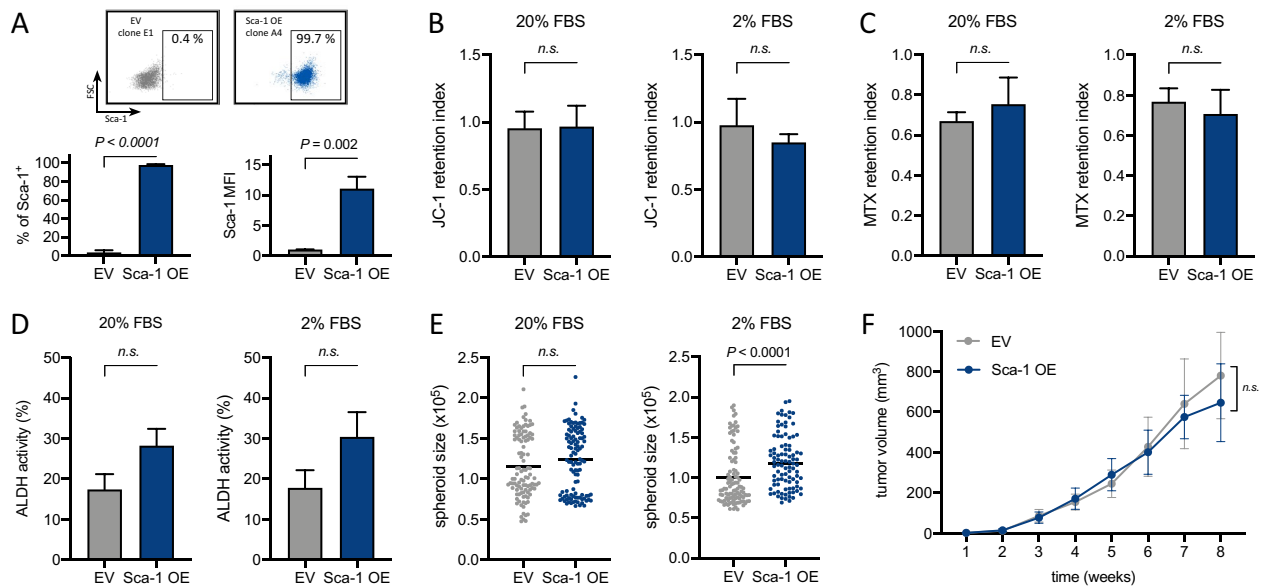 A
EV
clone E1
0.4 %
Sca-1 OE
clone A4
99.7 %
FSC
Sca-1
P < 0.0001
% of Sca-1+
100
80
60
40
20
0
EV Sca-1 OE
P = 0.002
Sca-1 MFI
15
10
5
0
EV Sca-1 OE
B
20% FBS
n.s.
JC-1 retention index
1.5
1.0
0.5
0.0
EV Sca-1 OE
2% FBS
n.s.
JC-1 retention index
1.5
1.0
0.5
0.0
EV Sca-1 OE
C
20% FBS
n.s.
MTX retention index
1.0
0.8
0.6
0.4
0.2
0.0
EV Sca-1 OE
2% FBS
n.s.
MTX retention index
1.0
0.8
0.6
0.4
0.2
0.0
EV Sca-1 OE
D
20% FBS
n.s.
ALDH activity (%)
50
40
30
20
10
0
EV Sca-1 OE
2% FBS
n.s.
ALDH activity (%)
50
40
30
20
10
0
EV Sca-1 OE
E
20% FBS
n.s.
spheroid size (x10⁵)
2.5
2.0
1.5
1.0
0.5
0.0
EV Sca-1 OE
2% FBS
P < 0.0001
spheroid size (x10⁵)
2.5
2.0
1.5
1.0
0.5
0.0
EV Sca-1 OE
F
EV
Sca-1 OE
n.s.
tumor volume (mm³)
1000
800
600
400
200
0
1 2 3 4 5 6 7 8
time (weeks)